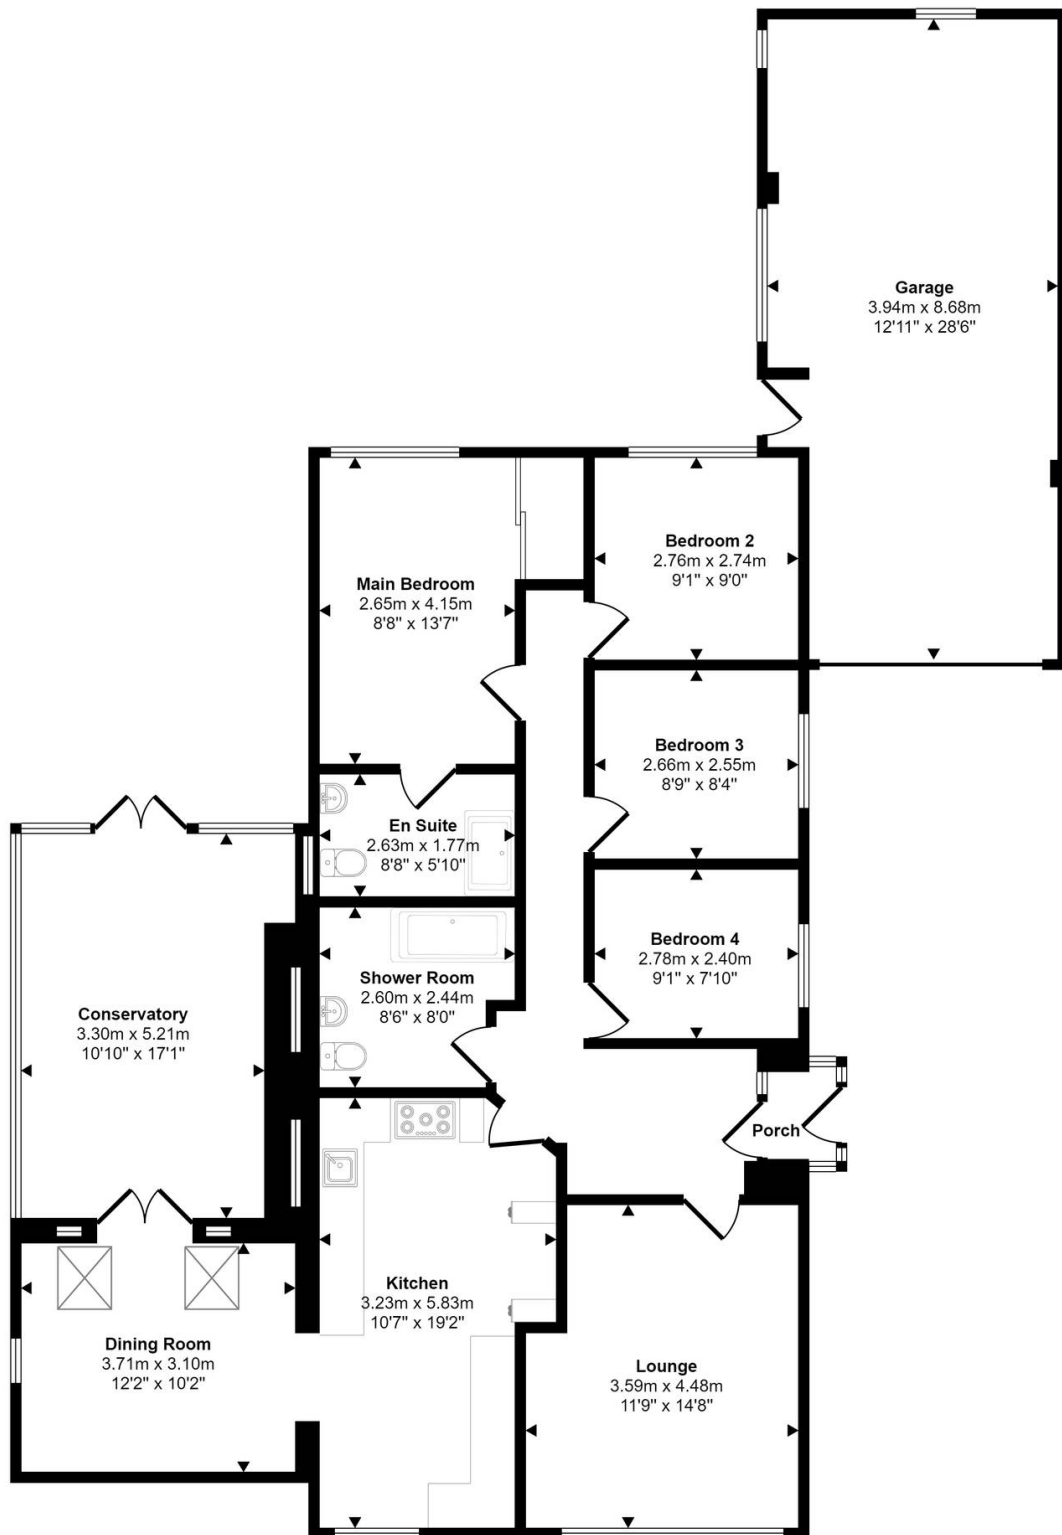 Garage
3.94m x 8.68m
12'11" x 28'6"
Bedroom 2
2.76m x 2.74m
9'1" x 9'0"
Main Bedroom
2.65m x 4.15m
8'8" x 13'7"
Bedroom 3
2.66m x 2.55m
8'9" x 8'4"
En Suite
2.63m x 1.77m
8'8" x 5'10"
Bedroom 4
2.78m x 2.40m
9'1" x 7'10"
Shower Room
2.60m x 2.44m
8'6" x 8'0"
Conservatory
3.30m x 5.21m
10'10" x 17'1"
Porch
Kitchen
3.23m x 5.83m
10'7" x 19'2"
Dining Room
3.71m x 3.10m
12'2" x 10'2"
Lounge
3.59m x 4.48m
11'9" x 14'8"